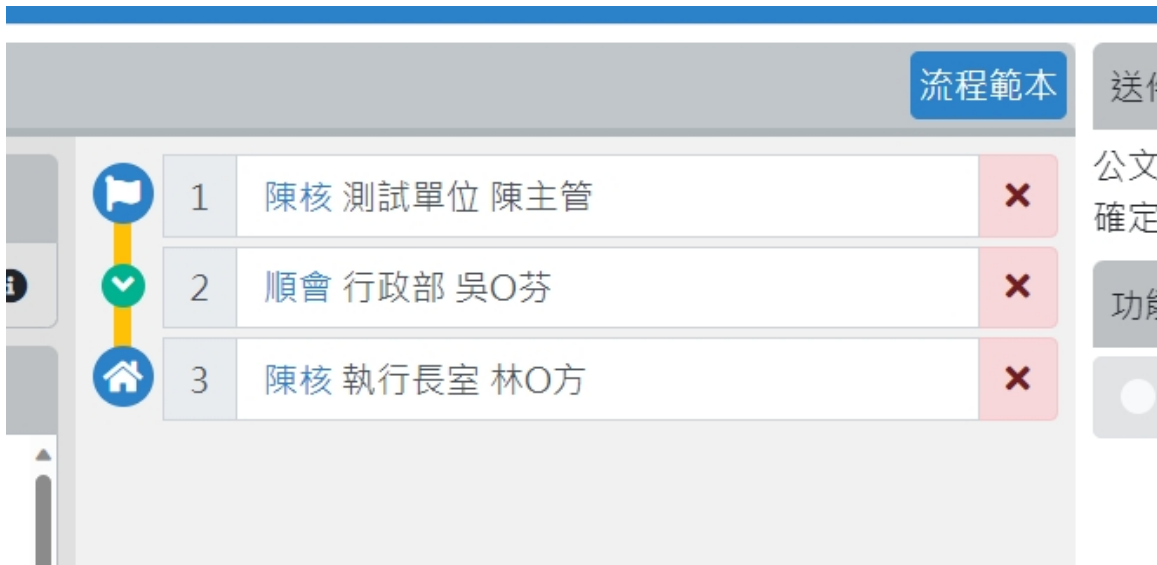 流程範本
1 陳核 測試單位 陳主管
2 順會 行政部 吳O芬
3 陳核 執行長室 林O方
送
公文
確定
功